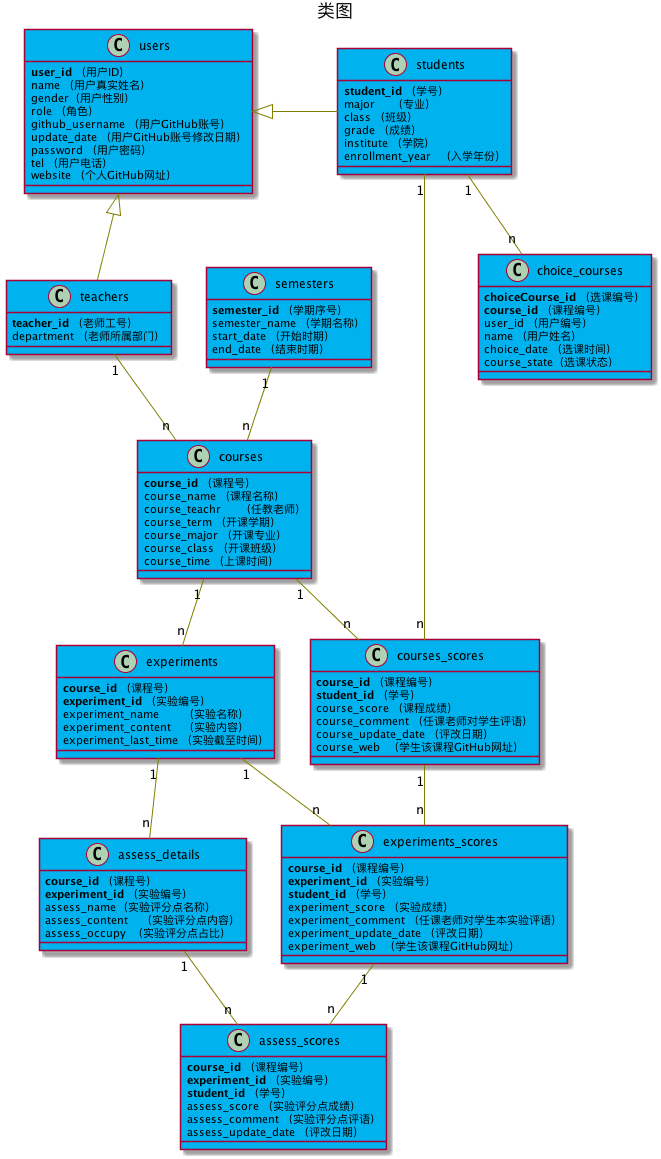 类图
C users
user_id （用户ID）
name （用户真实姓名）
gender（用户性别）
role （角色）
github_username （用户GitHub账号）
update_date （用户GitHub账号修改日期）
password （用户密码）
tel （用户电话）
website （个人GitHub网址）
C students
student_id （学号）
major （专业）
class （班级）
grade （成绩）
institute （学院）
enrollment_year （入学年份）
1
1
n
C teachers
teacher_id （老师工号）
department （老师所属部门）
C semesters
semester_id （学期序号）
semester_name （学期名称）
start_date （开始时期）
end_date （结束时期）
C choice_courses
choiceCourse_id （选课编号）
course_id （课程编号）
user_id （用户编号）
name （用户姓名）
choice_date （选课时间）
course_state（选课状态）
1
1
n
n
C courses
course_id （课程号）
course_name （课程名称）
course_teachr （任教老师）
course_term （开课学期）
course_major （开课专业）
course_class （开课班级）
course_time （上课时间）
1
1
n
n
n
C experiments
course_id （课程号）
experiment_id （实验编号）
experiment_name （实验名称）
experiment_content （实验内容）
experiment_last_time （实验截至时间）
C courses_scores
course_id （课程编号）
student_id （学号）
course_score （课程成绩）
course_comment （任课老师对学生评语）
course_update_date （评改日期）
course_web （学生该课程GitHub网址）
1
1
1
n
n
n
C assess_details
course_id （课程号）
experiment_id （实验编号）
assess_name（实验评分点名称）
assess_content （实验评分点内容）
assess_occupy （实验评分点占比）
C experiments_scores
course_id （课程编号）
experiment_id （实验编号）
student_id （学号）
experiment_score （实验成绩）
experiment_comment （任课老师对学生本实验评语）
experiment_update_date （评改日期）
experiment_web （学生该课程GitHub网址）
1
1
n
n
C assess_scores
course_id （课程编号）
experiment_id （实验编号）
student_id （学号）
assess_score （实验评分点成绩）
assess_comment （实验评分点评语）
assess_update_date （评改日期）